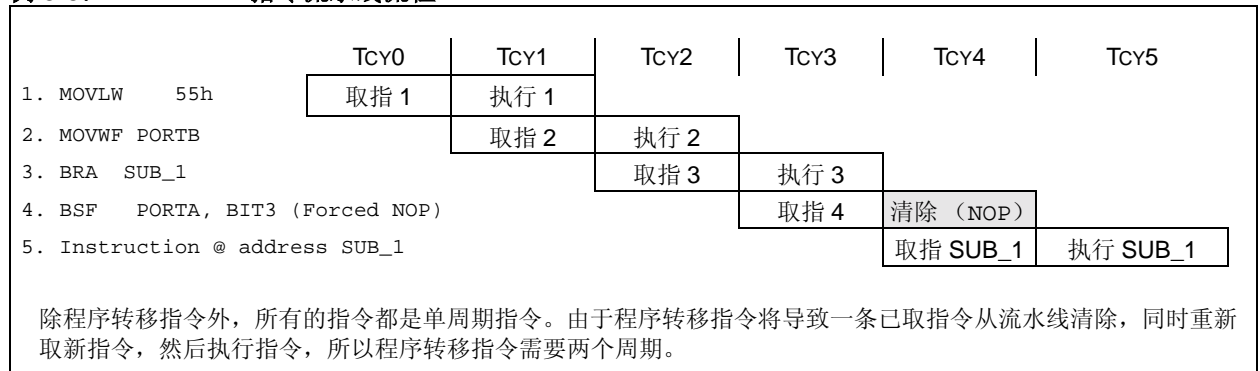 TCY0 TCY1 TCY2 TCY3 TCY4 TCY5
1. MOVLW 55h 取指 1 执行 1
2. MOVWF PORTB 取指 2 执行 2
3. BRA SUB_1 取指 3 执行 3
4. BSF PORTA, BIT3 (Forced NOP) 取指 4 清除 （NOP）
5. Instruction @ address SUB_1 取指 SUB_1 执行 SUB_1
除程序转移指令外，所有的指令都是单周期指令。由于程序转移指令将导致一条已取指令从流水线清除，同时重新
取新指令，然后执行指令，所以程序转移指令需要两个周期。